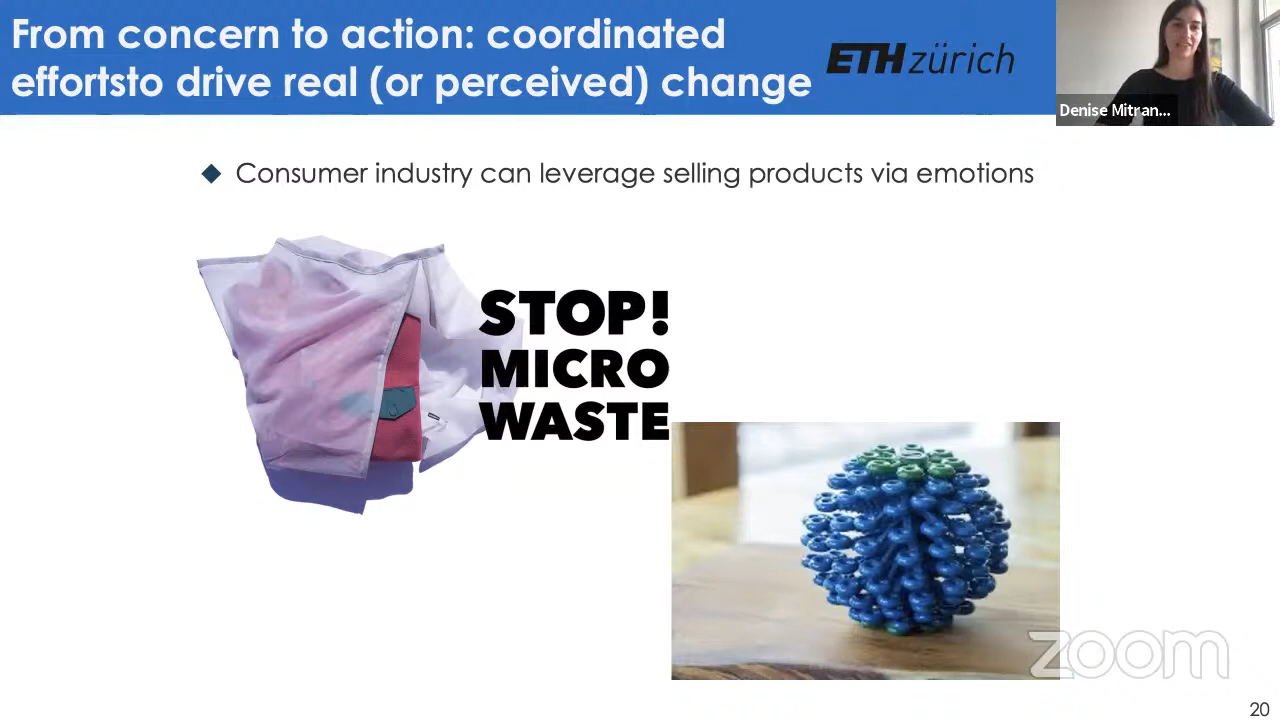 From concern to action: coordinated
effortsto drive real (or perceived) change
ETH zürich
Denise Mitran...
Consumer industry can leverage selling products via emotions
STOP!
MICRO
WASTE
zoom
20